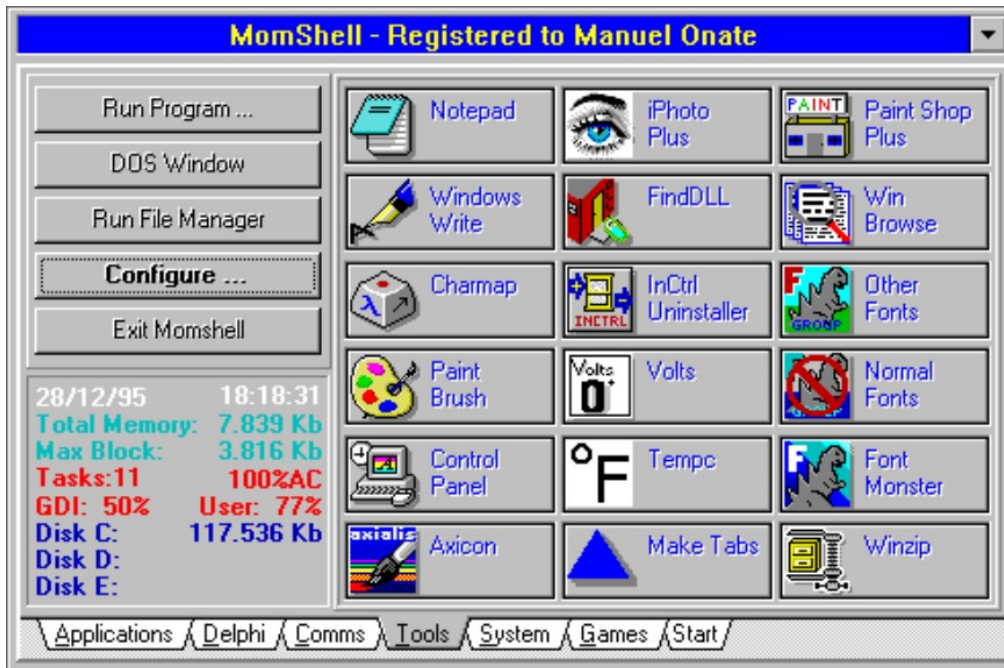 MomShell - Registered to Manuel Onate
Run Program ...
DOS Window
Run File Manager
Configure ...
Exit Momshell
28/12/95 18:18:31
Total Memory: 7.839 Kb
Max Block: 3.816 Kb
Tasks:11 100%AC
GDI: 50% User: 77%
Disk C: 117.536 Kb
Disk D:
Disk E:
Notepad
iPhoto
Plus
PAINT
Paint Shop
Plus
Windows
Write
FindDLL
Win
Browse
Charmap
INCTRL
InCtrl
Uninstaller
F
GROUP
Other
Fonts
Paint
Brush
Volts
0
Volts
GROUP
Normal
Fonts
Control
Panel
°F
Tempc
F
Font
Monster
axialis
Axicon
Make Tabs
Winzip
Applications
Delphi
Comms
Tools
System
Games
Start